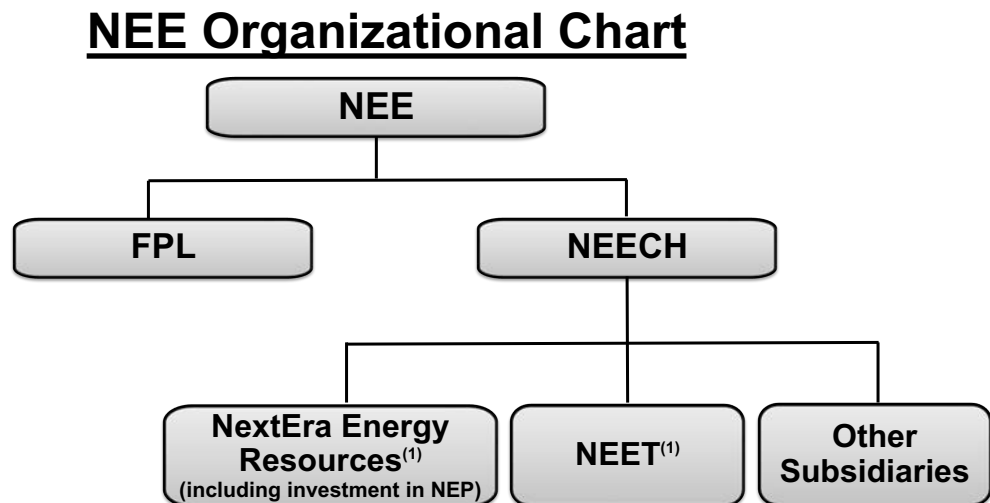 NEE Organizational Chart
NEE
FPL
NEECH
NextEra Energy
Resources(1)
(including investment in NEP)
NEET(1)
Other
Subsidiaries